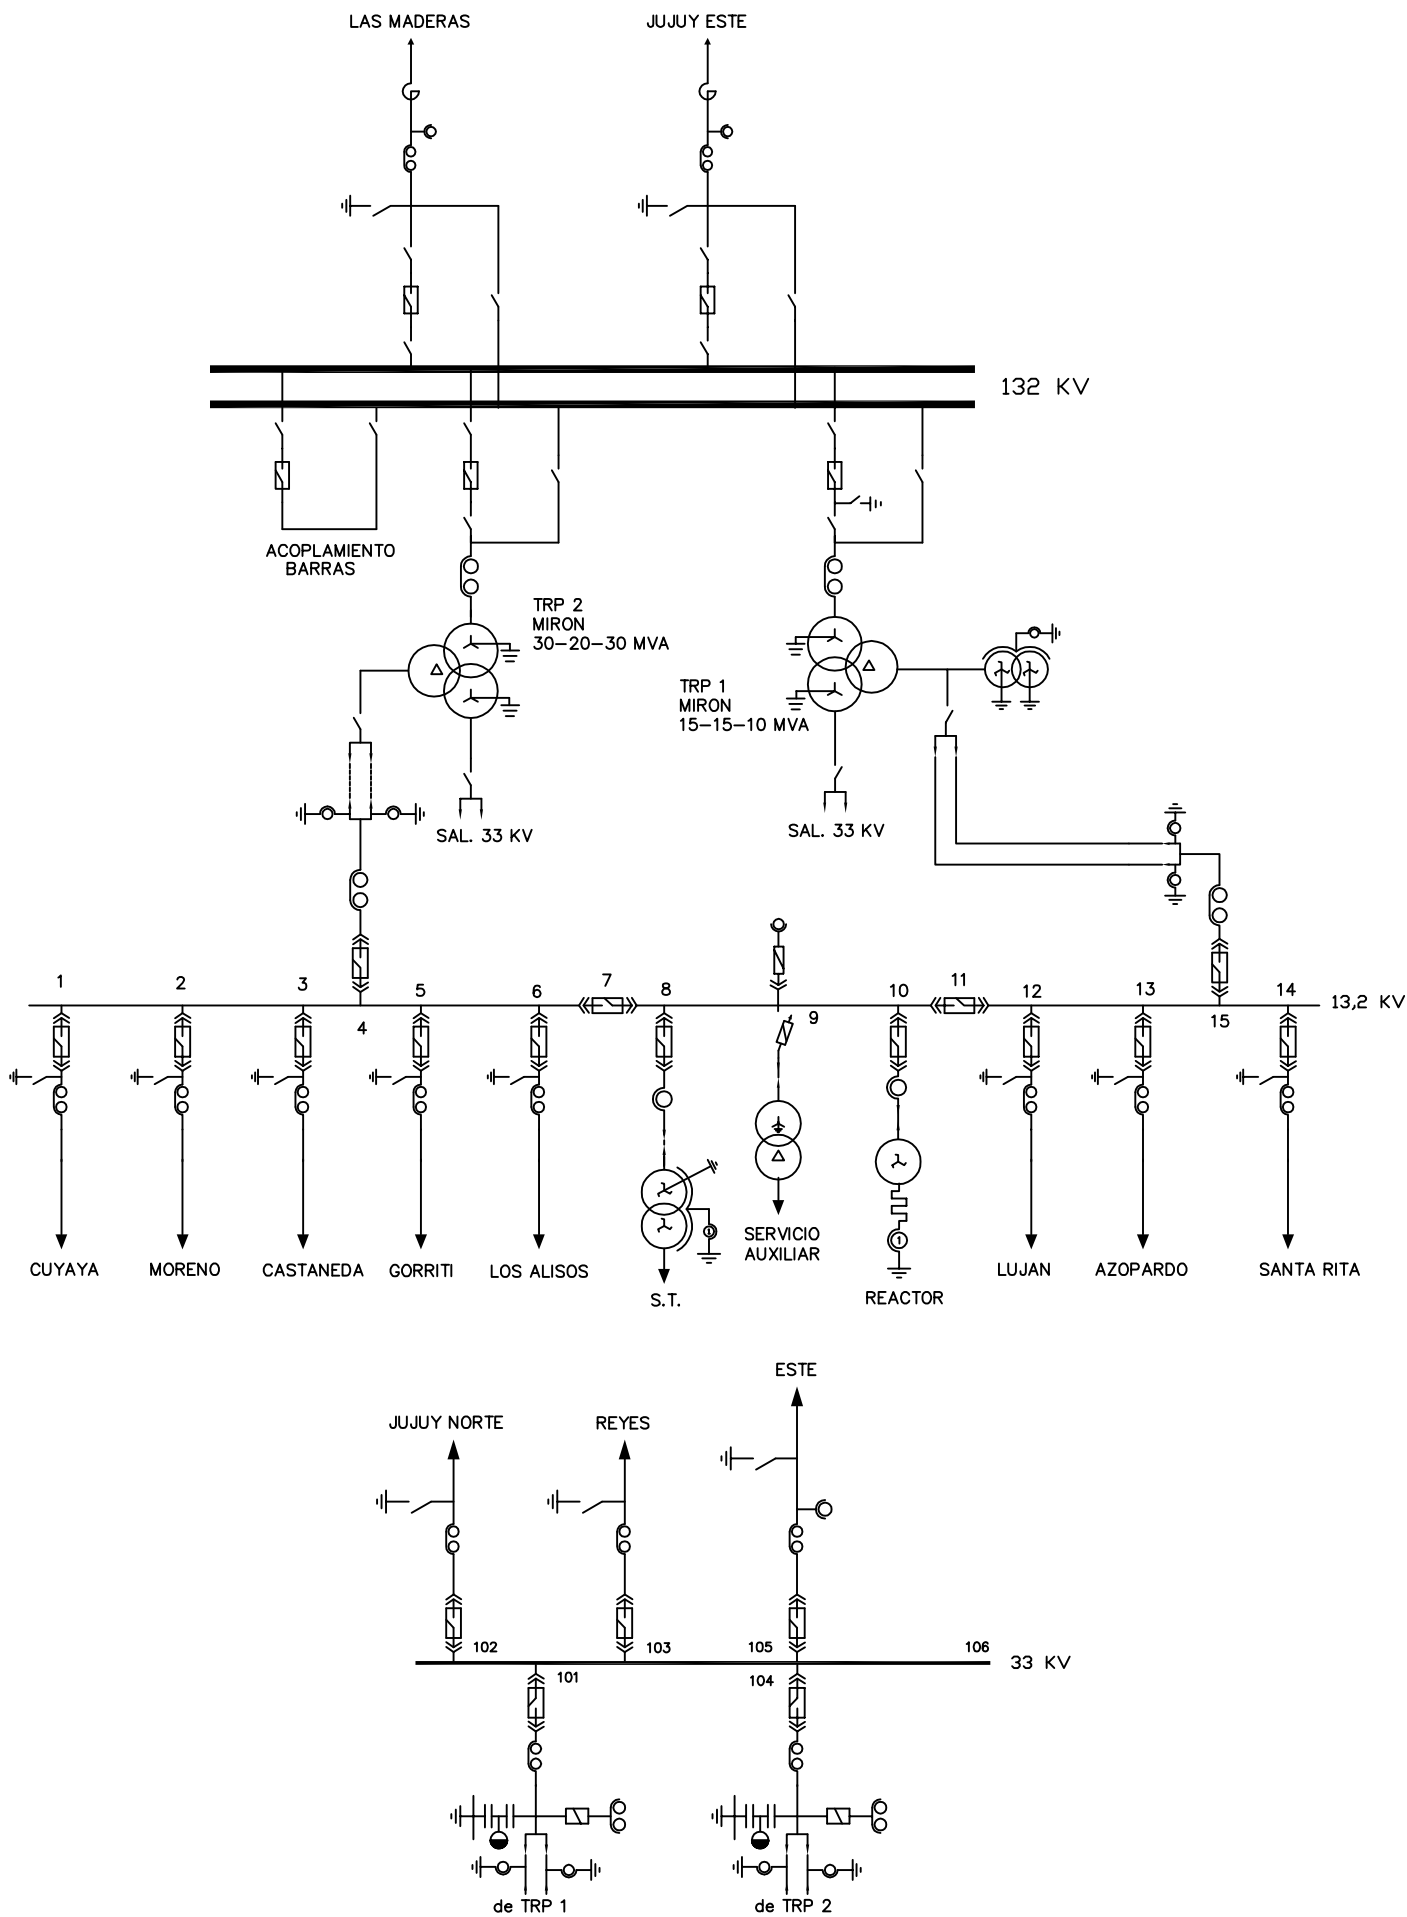 LAS MADERAS
JUJUY ESTE
132 KV
ACOPLAMIENTO
BARRAS
TRP 2
MIRON
30-20-30 MVA
TRP 1
MIRON
15-15-10 MVA
SAL. 33 KV
SAL. 33 KV
1
2
3
4
5
6
7
8
9
10
11
12
13
14
15
13,2 KV
CUYAYA
MORENO
CASTANEDA
GORRITI
LOS ALISOS
1
S.T.
SERVICIO
AUXILIAR
1
REACTOR
LUJAN
AZOPARDO
SANTA RITA
ESTE
JUJUY NORTE
REYES
102
103
105
106
33 KV
101
104
de TRP 1
de TRP 2